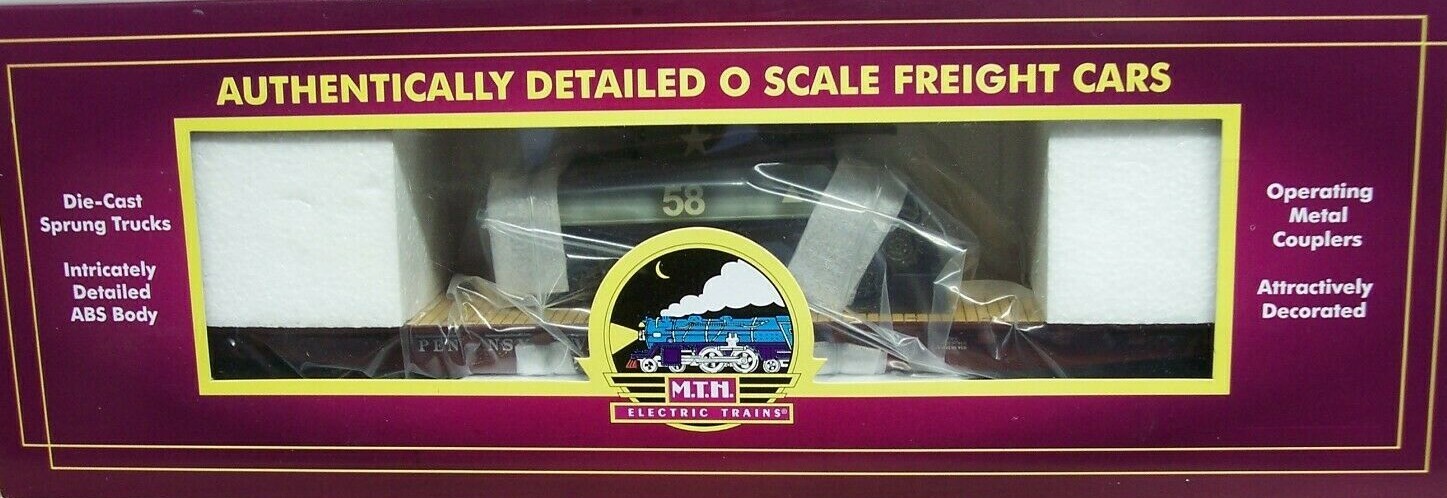 AUTHENTICALLY DETAILED O SCALE FREIGHT CARS
Die-Cast
Sprung Trucks
Intricately
Detailed
ABS Body
58
Operating
Metal
Couplers
Attractively
Decorated
M.T.H.
ELECTRIC TRAINS®